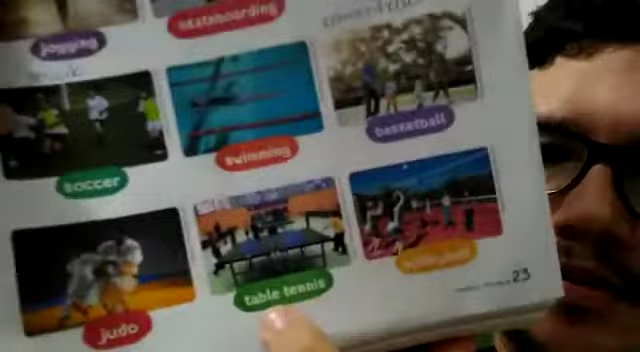 jogging
skateboarding
soccer
swimming
basketball
judo
table tennis
volleyball
23